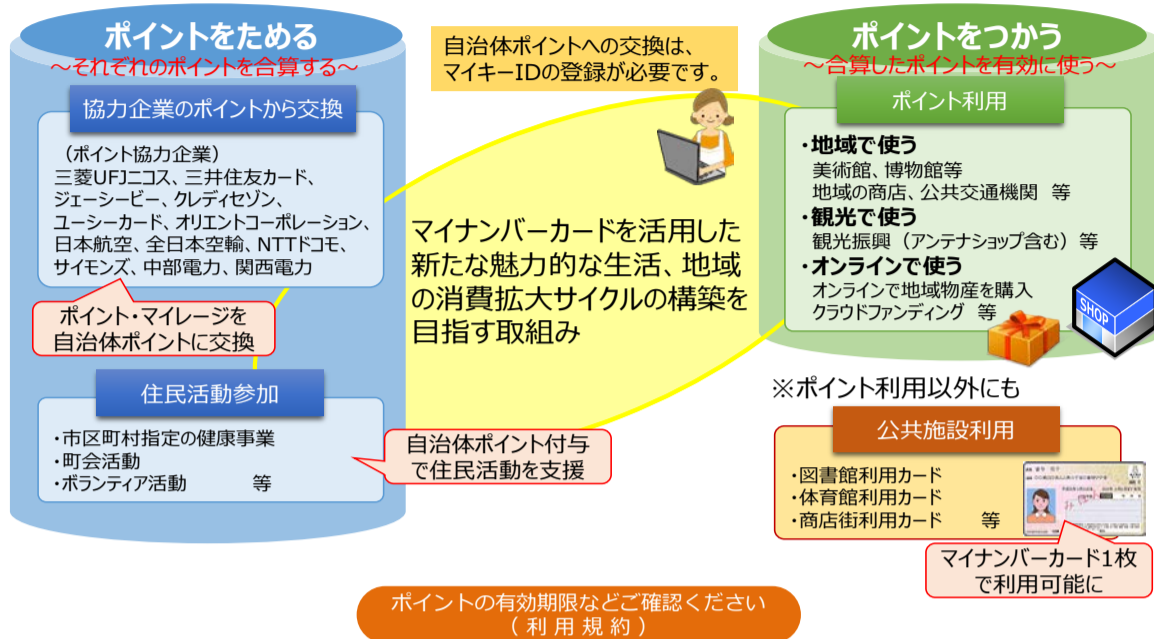 ポイントをためる
～それぞれのポイントを合算する～
協力企業のポイントから交換
（ポイント協力企業）
三菱UFJニコス、三井住友カード、
ジェーシービー、クレディセゾン、
ユーシーカード、オリエントコーポレーション、
日本航空、全日本空輸、NTTドコモ、
サイモンズ、中部電力、関西電力
ポイント・マイレージを
自治体ポイントに交換
住民活動参加
・市区町村指定の健康事業
・町会活動
・ボランティア活動　　　等
自治体ポイント付与
で住民活動を支援
自治体ポイントへの交換は、
マイキーIDの登録が必要です。
マイナンバーカードを活用した
新たな魅力的な生活、地域
の消費拡大サイクルの構築を
目指す取組み
ポイントをつかう
～合算したポイントを有効に使う～
ポイント利用
・地域で使う
美術館、博物館等
地域の商店、公共交通機関　等
・観光で使う
観光振興（アンテナショップ含む）等
・オンラインで使う
オンラインで地域物産を購入
クラウドファンディング　等
SHOP
※ポイント利用以外にも
公共施設利用
・図書館利用カード
・体育館利用カード
・商店街利用カード　　等
マイナンバーカード1枚
で利用可能に
ポイントの有効期限などご確認ください
（利用規約）